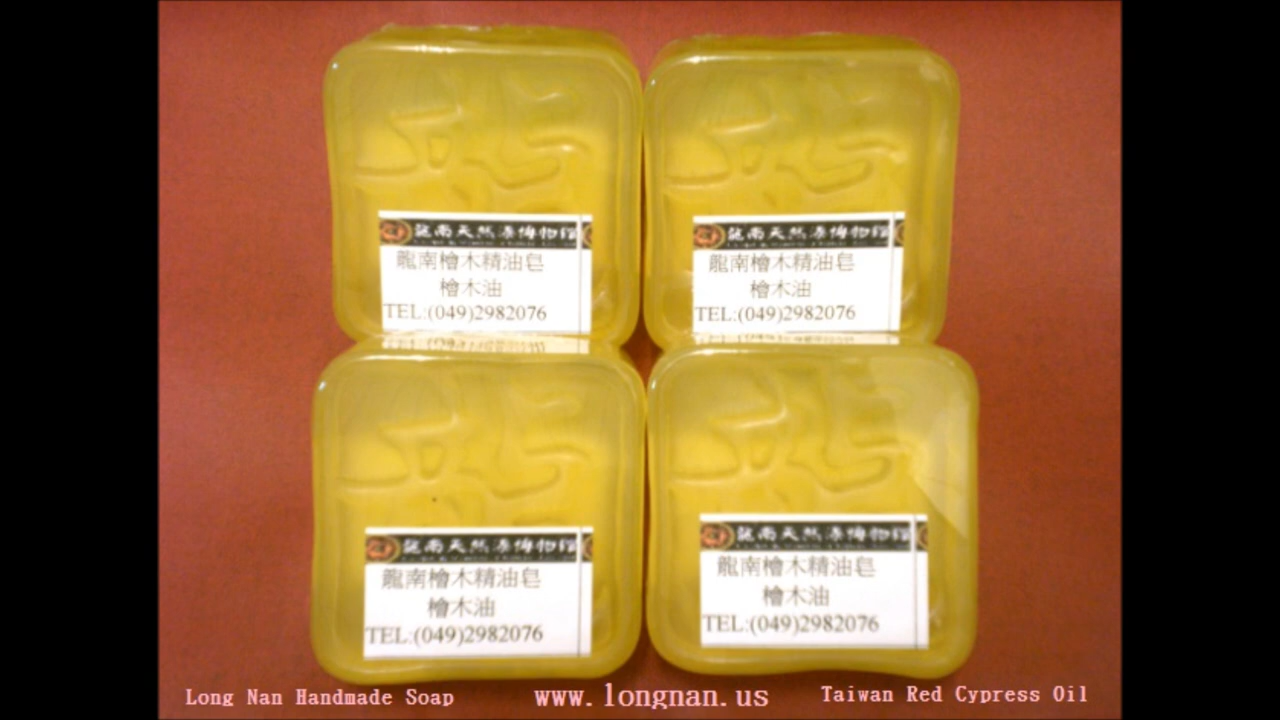 龍南天然漆博物館
龍南檜木精油皂
檜木油
TEL:(049)2982076
龍南天然漆博物館
龍南檜木精油皂
檜木油
TEL:(049)2982076
龍南天然漆博物館
龍南檜木精油皂
檜木油
TEL:(049)2982076
龍南天然漆博物館
龍南檜木精油皂
檜木油
TEL:(049)2982076
Long Nan Handmade Soap
www.longnan.us
Taiwan Red Cypress Oil